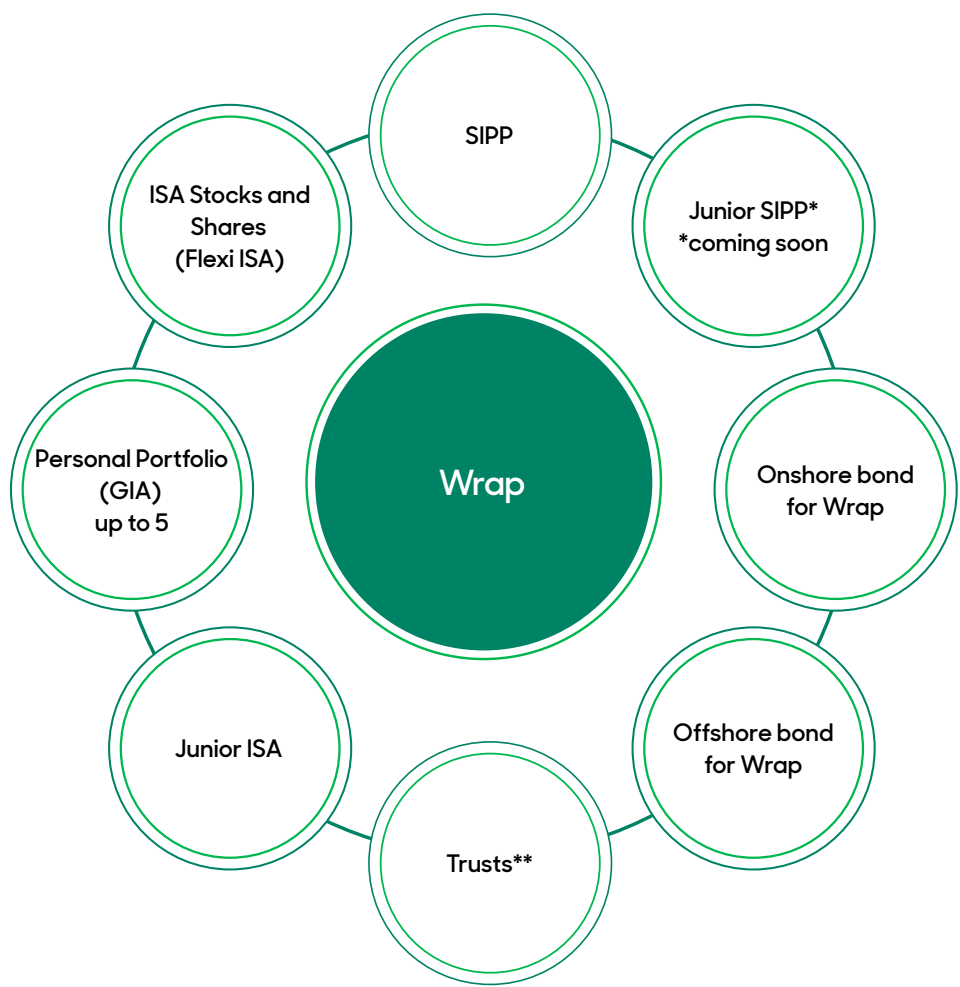 SIPP
Junior SIPP*
*coming soon
Onshore bond
for Wrap
Offshore bond
for Wrap
Trusts**
Junior ISA
Personal Portfolio
(GIA)
up to 5
ISA Stocks and
Shares
(Flexi ISA)
Wrap